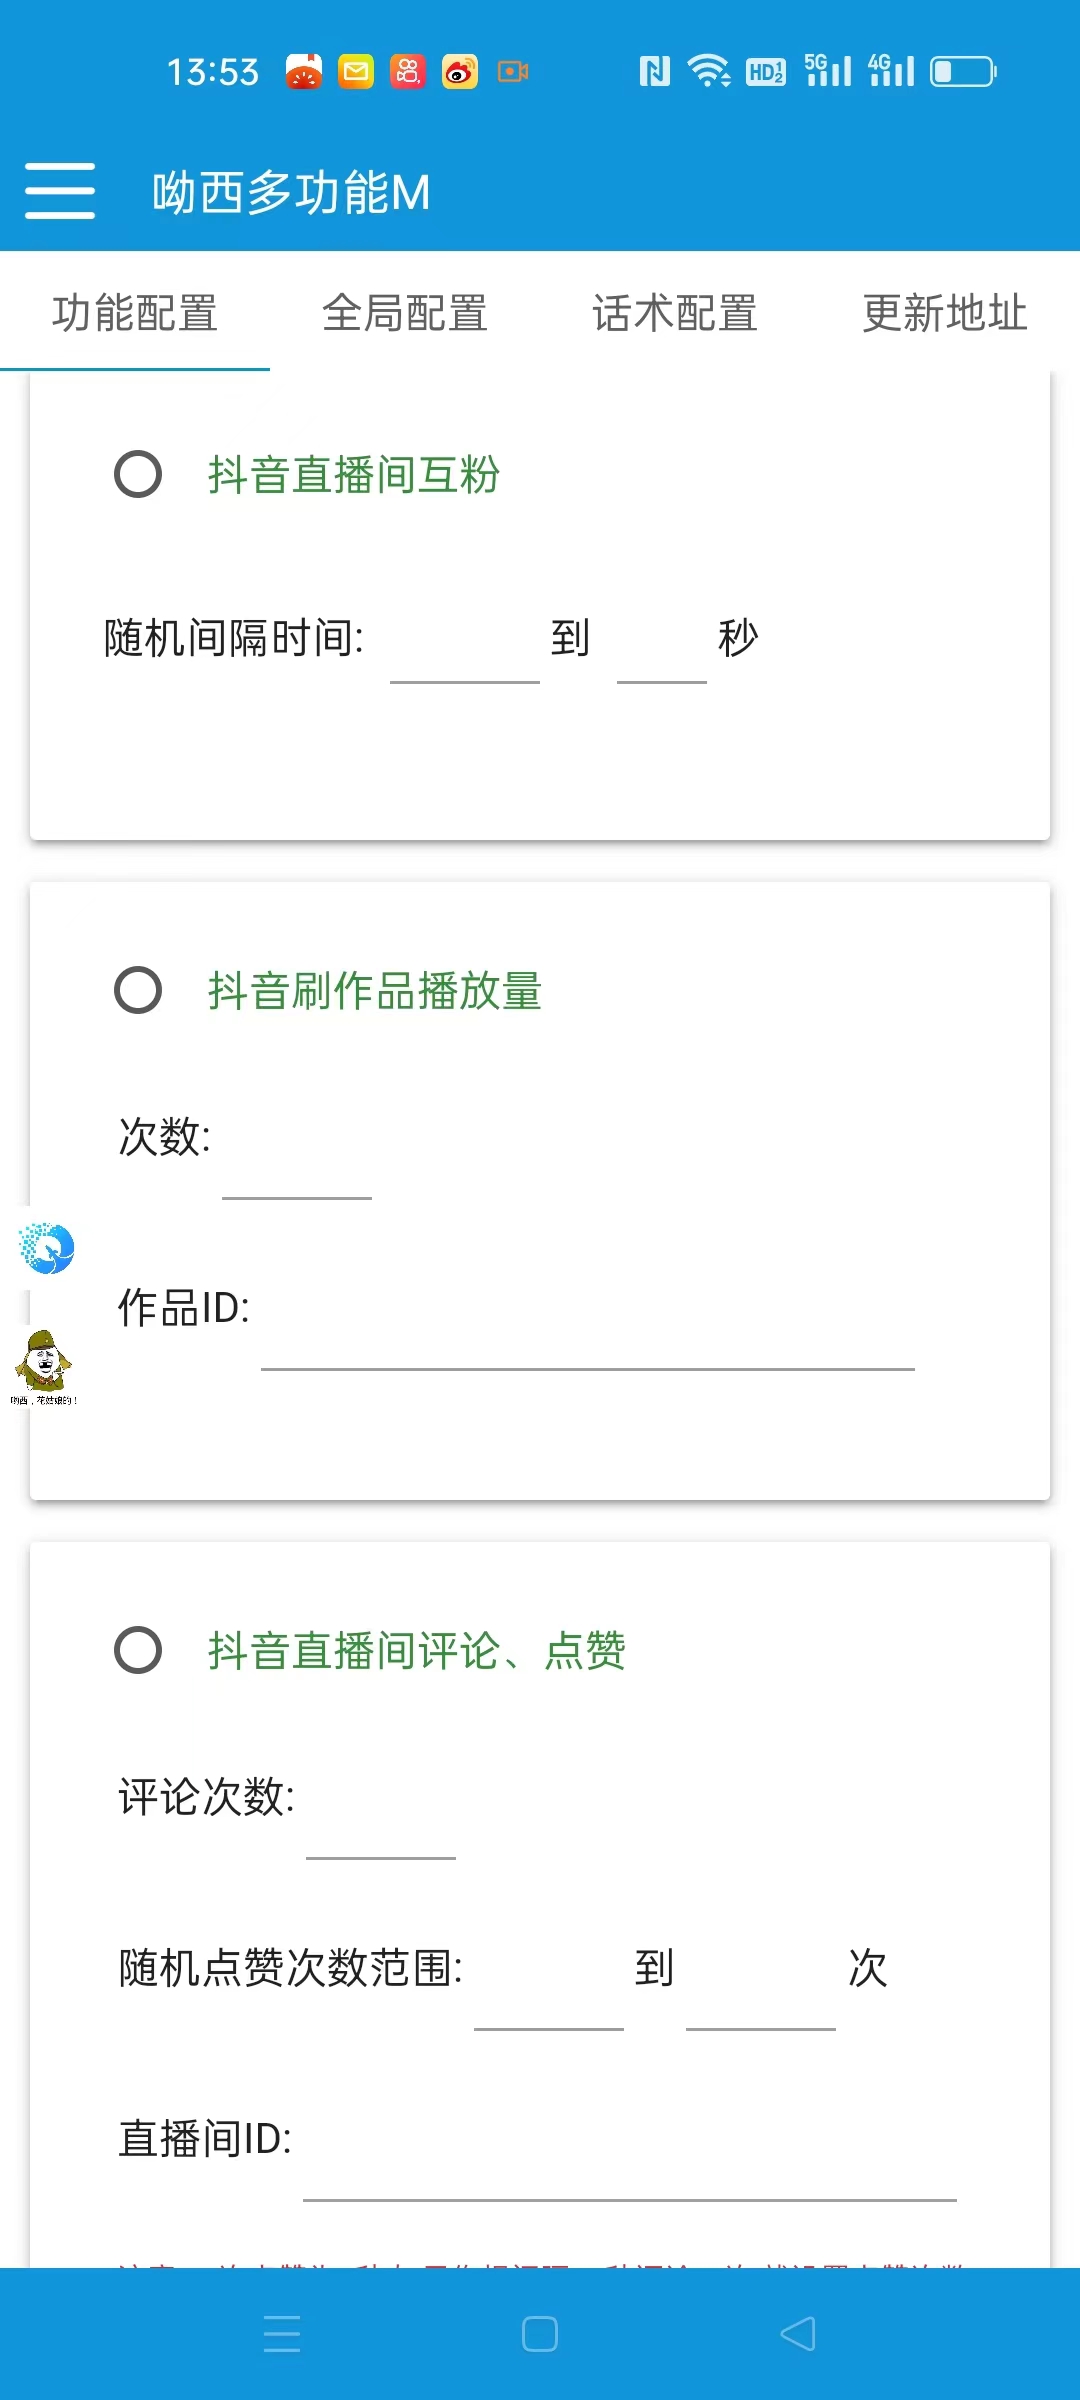 13:53
HD 1 2 5G 4G
呦西多功能M
功能配置 全局配置 话术配置 更新地址
抖音直播间互粉
随机间隔时间: 到 秒
抖音刷作品播放量
次数:
作品ID:
哟西，花姑娘的！
抖音直播间评论、点赞
评论次数:
随机点赞次数范围: 到 次
直播间ID: